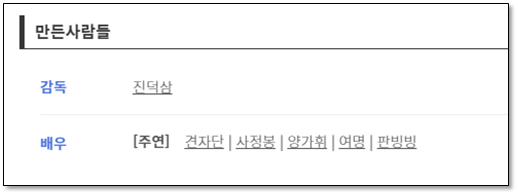 만든사람들
감독 진덕삼
배우 [주연] 견자단 | 사정봉 | 양가휘 | 여명 | 판빙빙